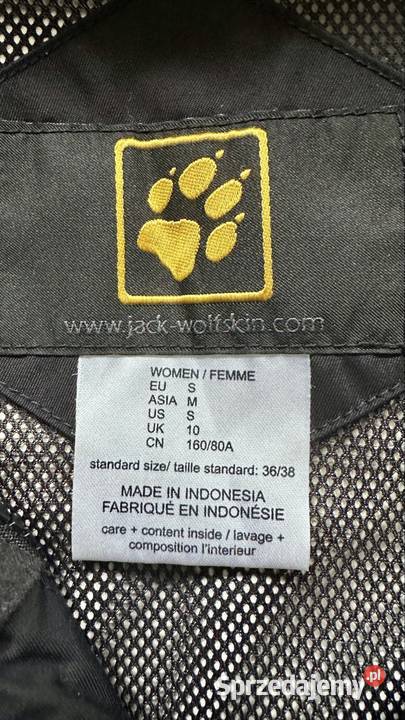 www.jack-wolfskin.com
WOMEN / FEMME
EU S
ASIA M
US S
UK 10
CN 160/80A
standard size/ taille standard: 36/38
MADE IN INDONESIA
FABRIQUÉ EN INDONÉSIE
care + content inside / lavage +
composition l'interieur
Sprzedajemy.pl